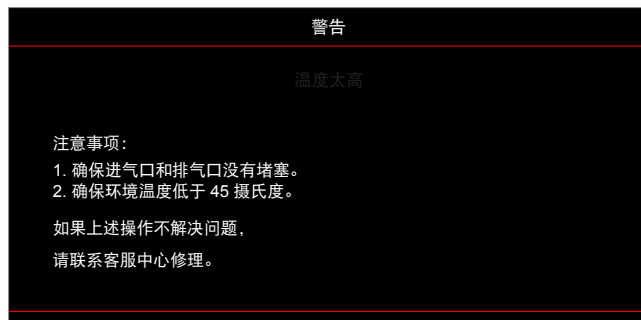 警告
温度太高
注意事项：
1. 确保进气口和排气口没有堵塞。
2. 确保环境温度低于 45 摄氏度。
如果上述操作不解决问题，
请联系客服中心修理。